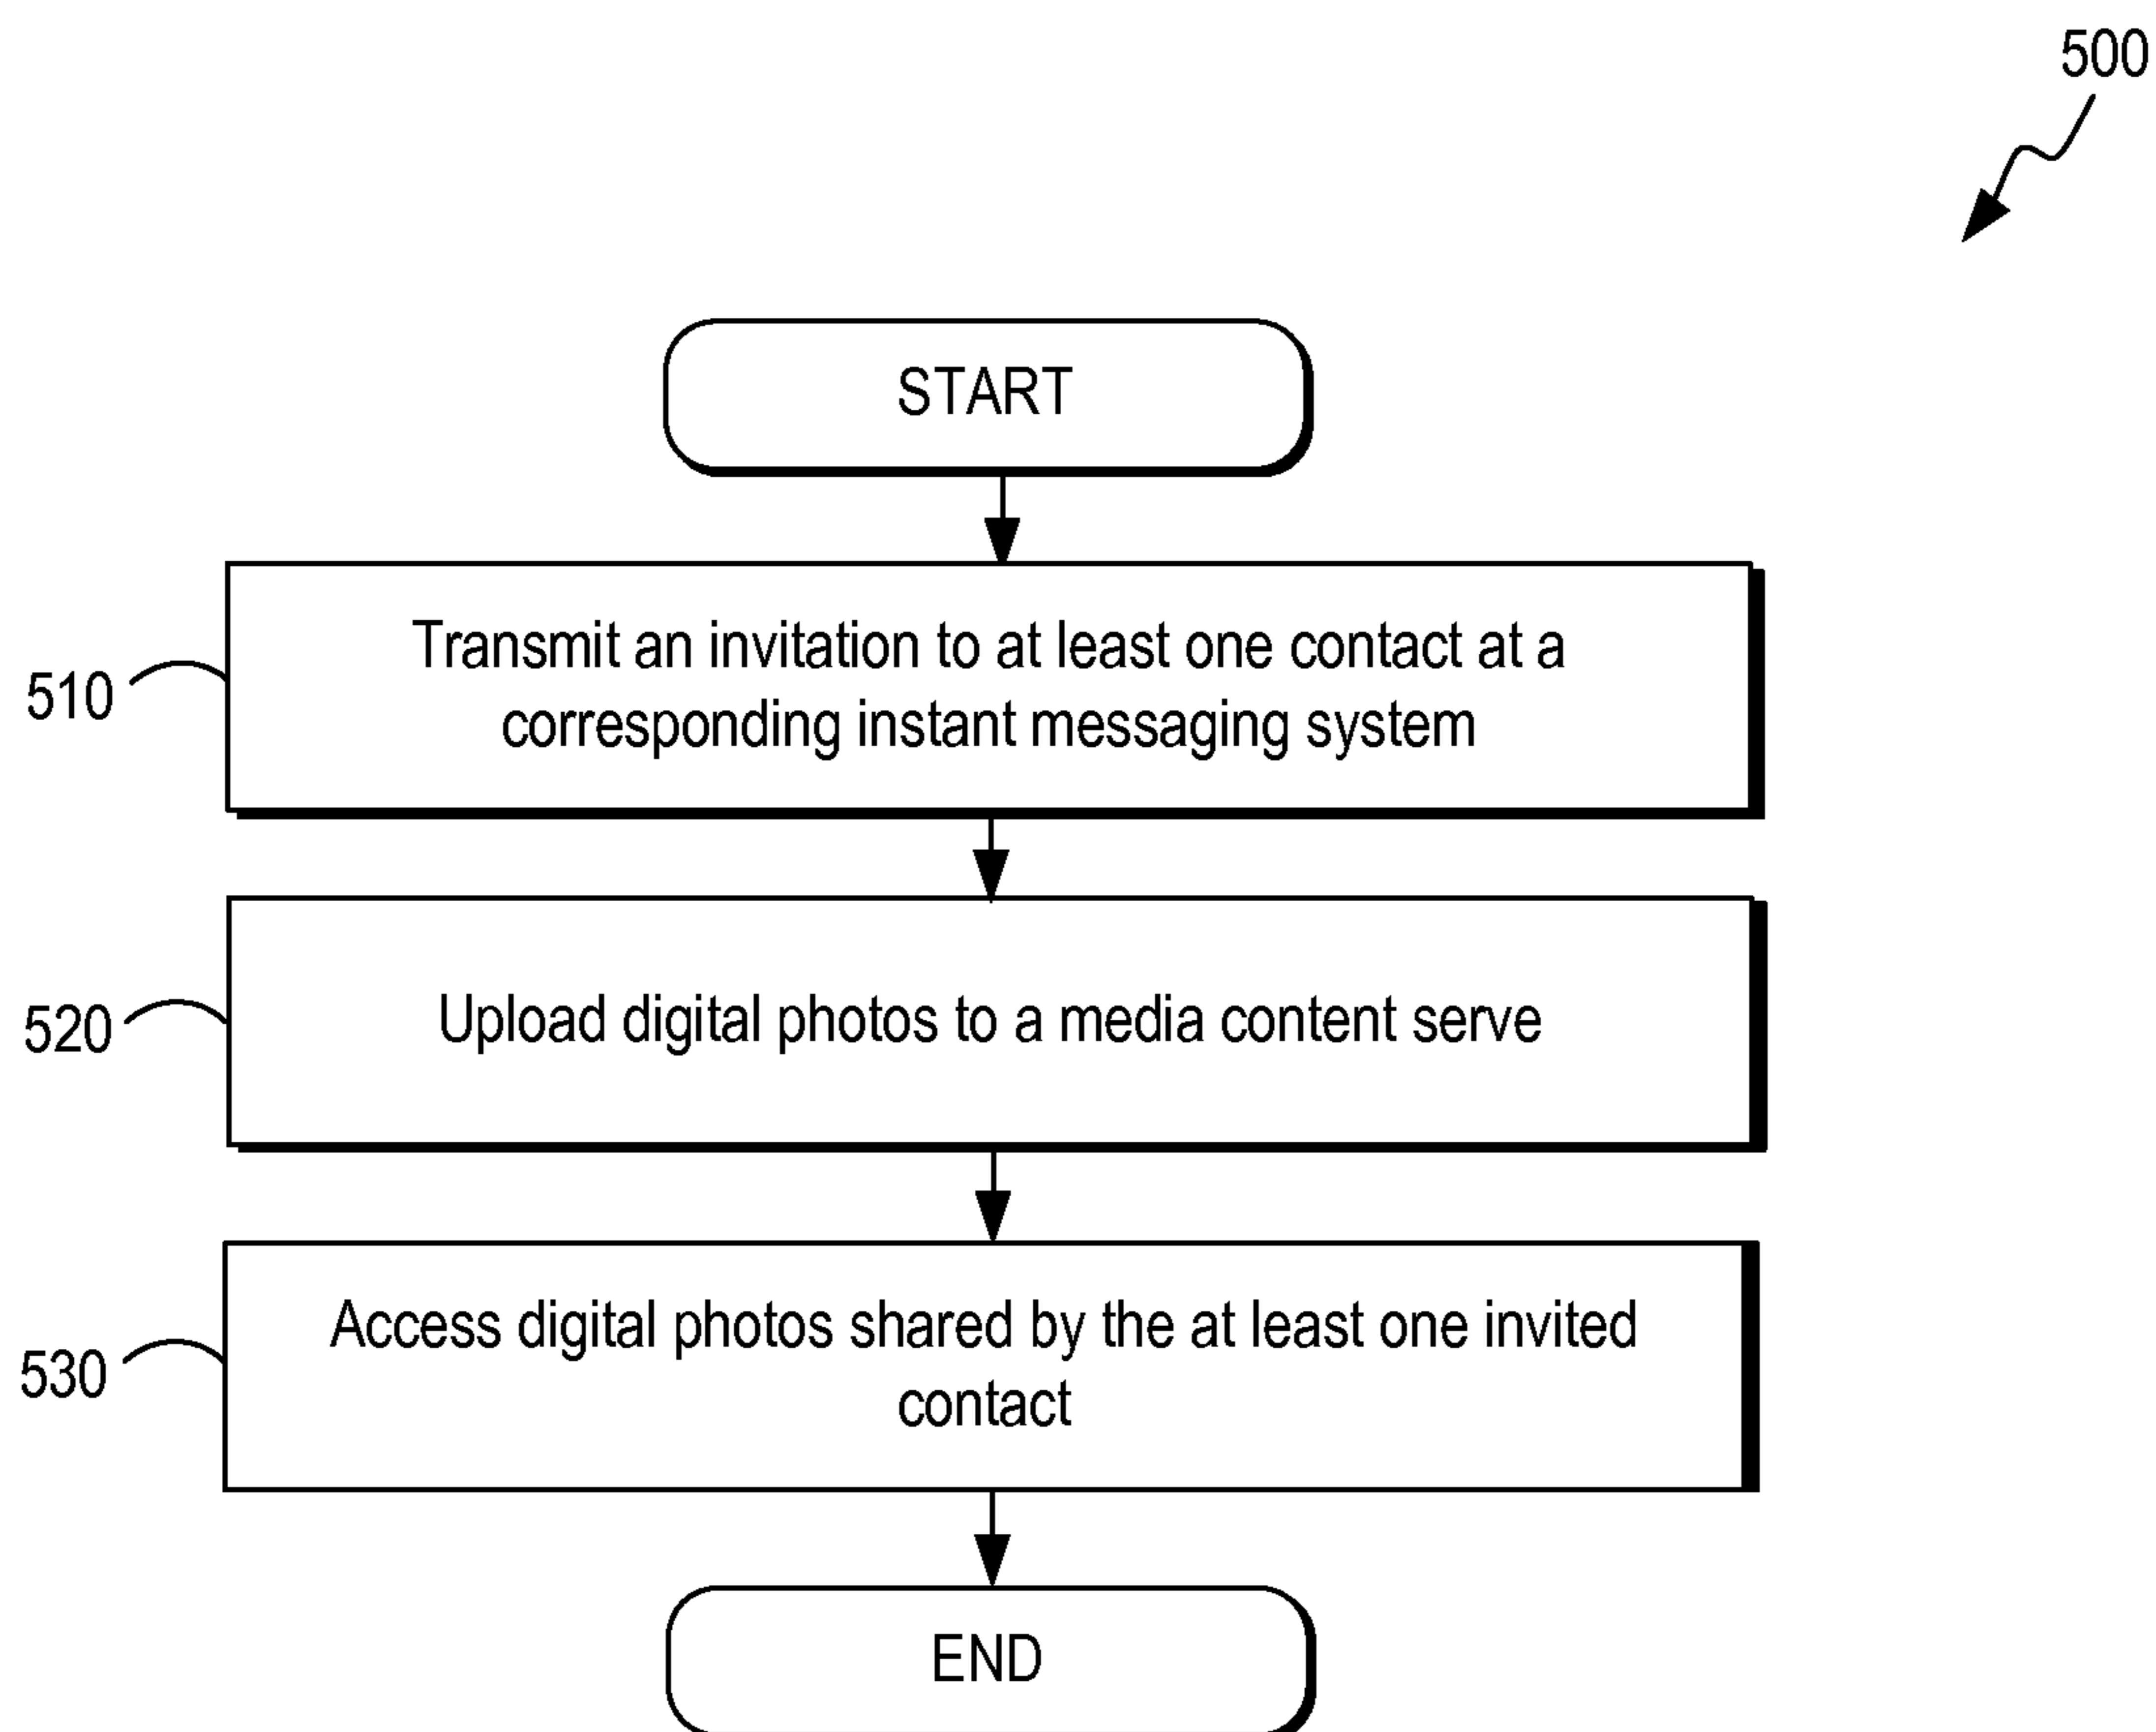 500
START
510
Transmit an invitation to at least one contact at a
corresponding instant messaging system
520
Upload digital photos to a media content serve
530
Access digital photos shared by the at least one invited
contact
END